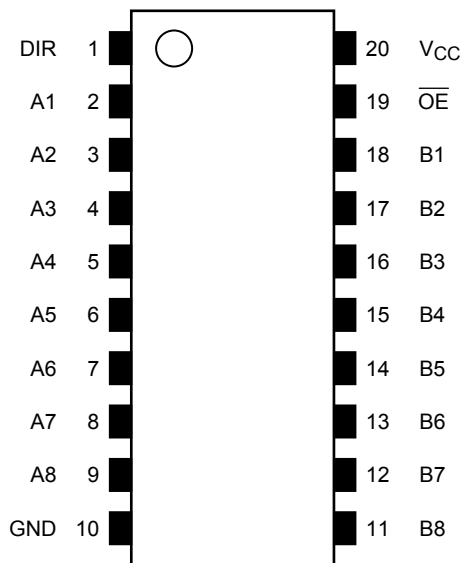 DIR 1 20 V_CC
A1 2 19 O̅E̅
A2 3 18 B1
A3 4 17 B2
A4 5 16 B3
A5 6 15 B4
A6 7 14 B5
A7 8 13 B6
A8 9 12 B7
GND 10 11 B8